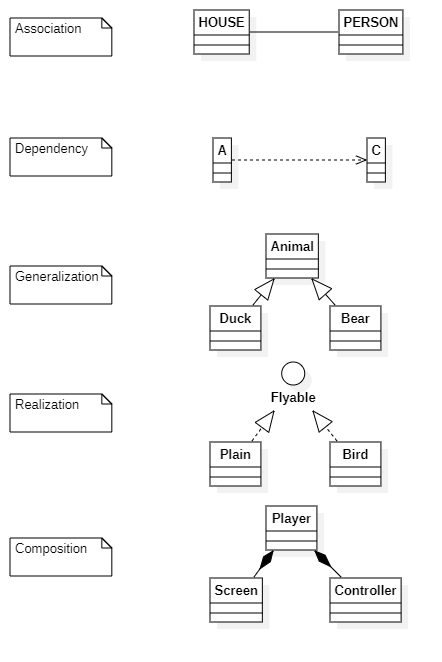 Association
HOUSE
PERSON
Dependency
A
C
Generalization
Animal
Duck
Bear
Realization
Flyable
Plain
Bird
Composition
Player
Screen
Controller